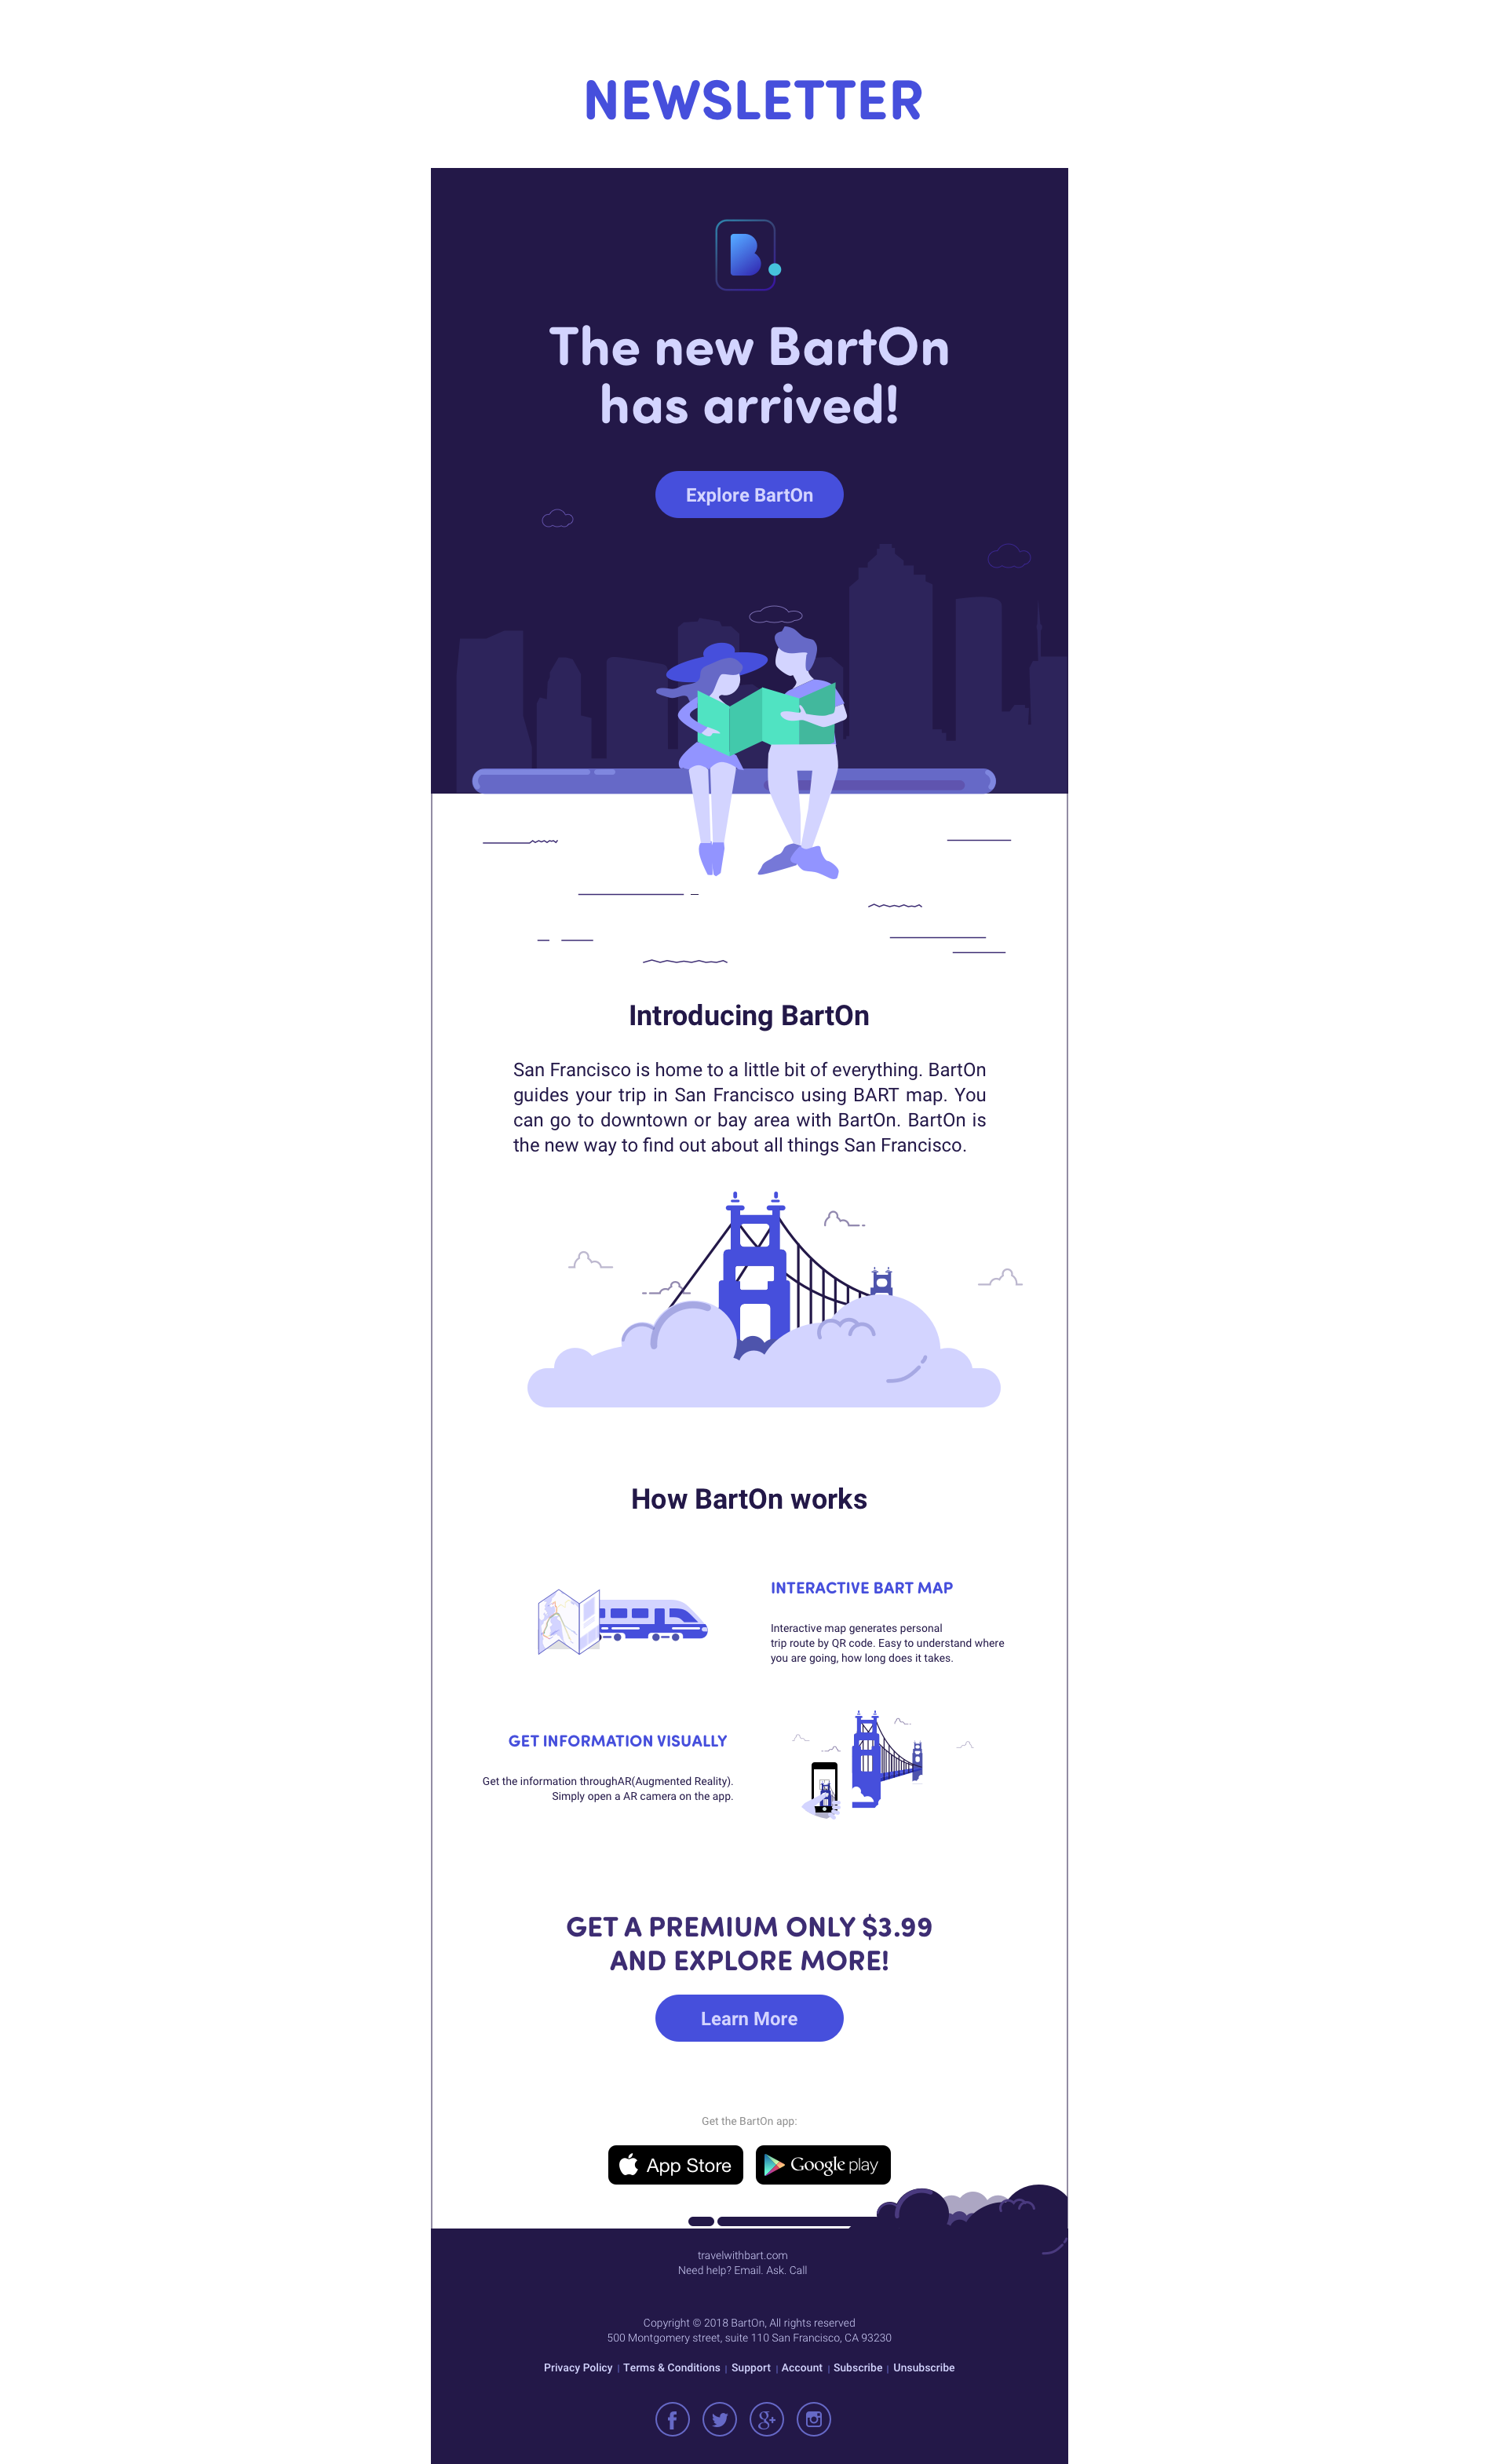 NEWSLETTER
B.
The new BartOn
has arrived!
Explore BartOn
Introducing BartOn
San Francisco is home to a little bit of everything. BartOn
guides your trip in San Francisco using BART map. You
can go to downtown or bay area with BartOn. BartOn is
the new way to find out about all things San Francisco.
How BartOn works
INTERACTIVE BART MAP
Interactive map generates personal
trip route by QR code. Easy to understand where
you are going, how long does it takes.
GET INFORMATION VISUALLY
Get the information throughAR(Augmented Reality).
Simply open a AR camera on the app.
GET A PREMIUM ONLY $3.99
AND EXPLORE MORE!
Learn More
Get the BartOn app:
App Store
Google play
travelwithbart.com
Need help? Email. Ask. Call
Copyright © 2018 BartOn, All rights reserved
500 Montgomery street, suite 110 San Francisco, CA 93230
Privacy Policy | Terms & Conditions | Support | Account | Subscribe | Unsubscribe